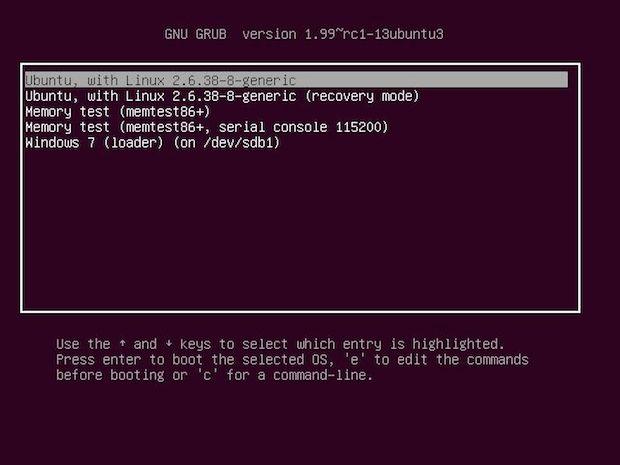 GNU GRUB  version 1.99~rc1-13ubuntu3
Ubuntu, with Linux 2.6.38-8-generic
Ubuntu, with Linux 2.6.38-8-generic (recovery mode)
Memory test (memtest86+)
Memory test (memtest86+, serial console 115200)
Windows 7 (loader) (on /dev/sdb1)
Use the ↑ and ↓ keys to select which entry is highlighted.
Press enter to boot the selected OS, 'e' to edit the commands
before booting or 'c' for a command-line.